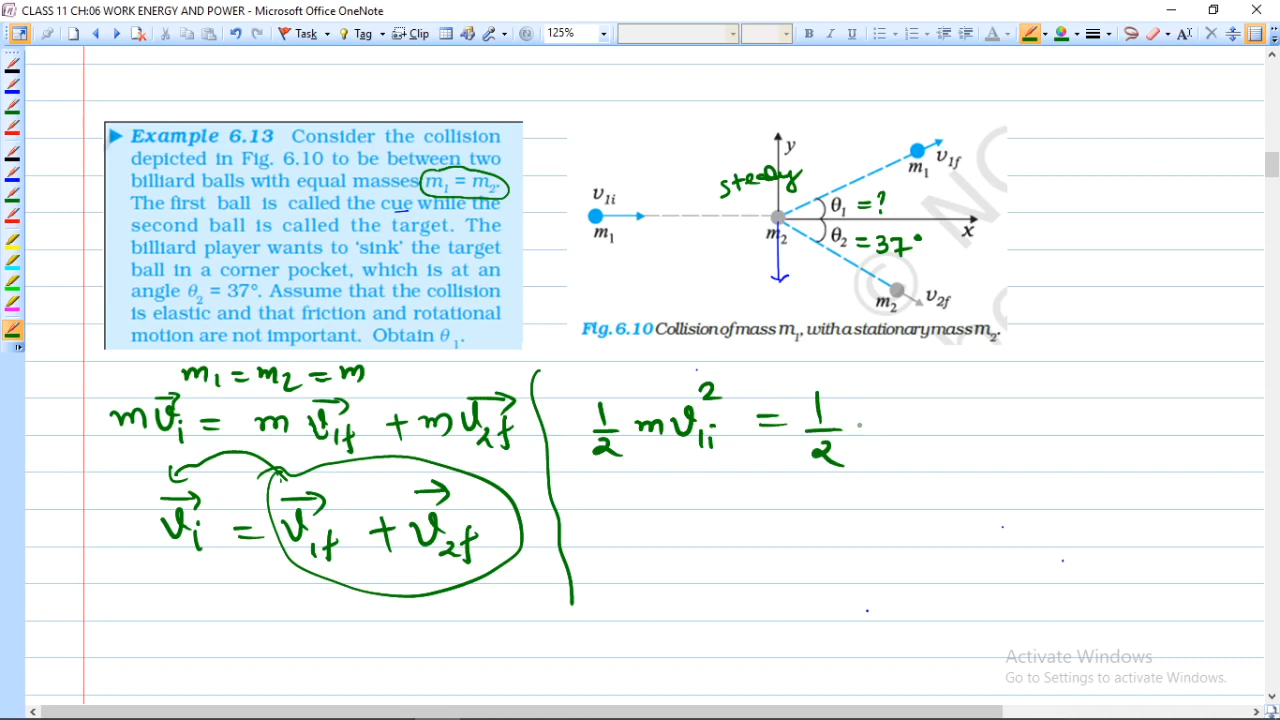 CLASS 11 CH:06 WORK ENERGY AND POWER - Microsoft Office OneNote
Task Tag Clip 125% B I U
Example 6.13 Consider the collision
depicted in Fig. 6.10 to be between two
billiard balls with equal masses m₁ = m₂.
The first ball is called the cue while the
second ball is called the target. The
billiard player wants to ‘sink’ the target
ball in a corner pocket, which is at an
angle θ₂ = 37°. Assume that the collision
is elastic and that friction and rotational
motion are not important. Obtain θ₁.
y
steady
v₁f
m₁
v₁i
m₁
θ₁ = ?
x
m₂
θ₂ = 37°
m₂
v₂f
© NC
Fig. 6.10 Collision of mass m₁, with a stationary mass m₂.
m₁ = m₂ = m
mv⃗i = m v⃗₁f + m v⃗₂f
v⃗i = v⃗₁f + v⃗₂f
1/2 mv₁i² = 1/2
Activate Windows
Go to Settings to activate Windows.